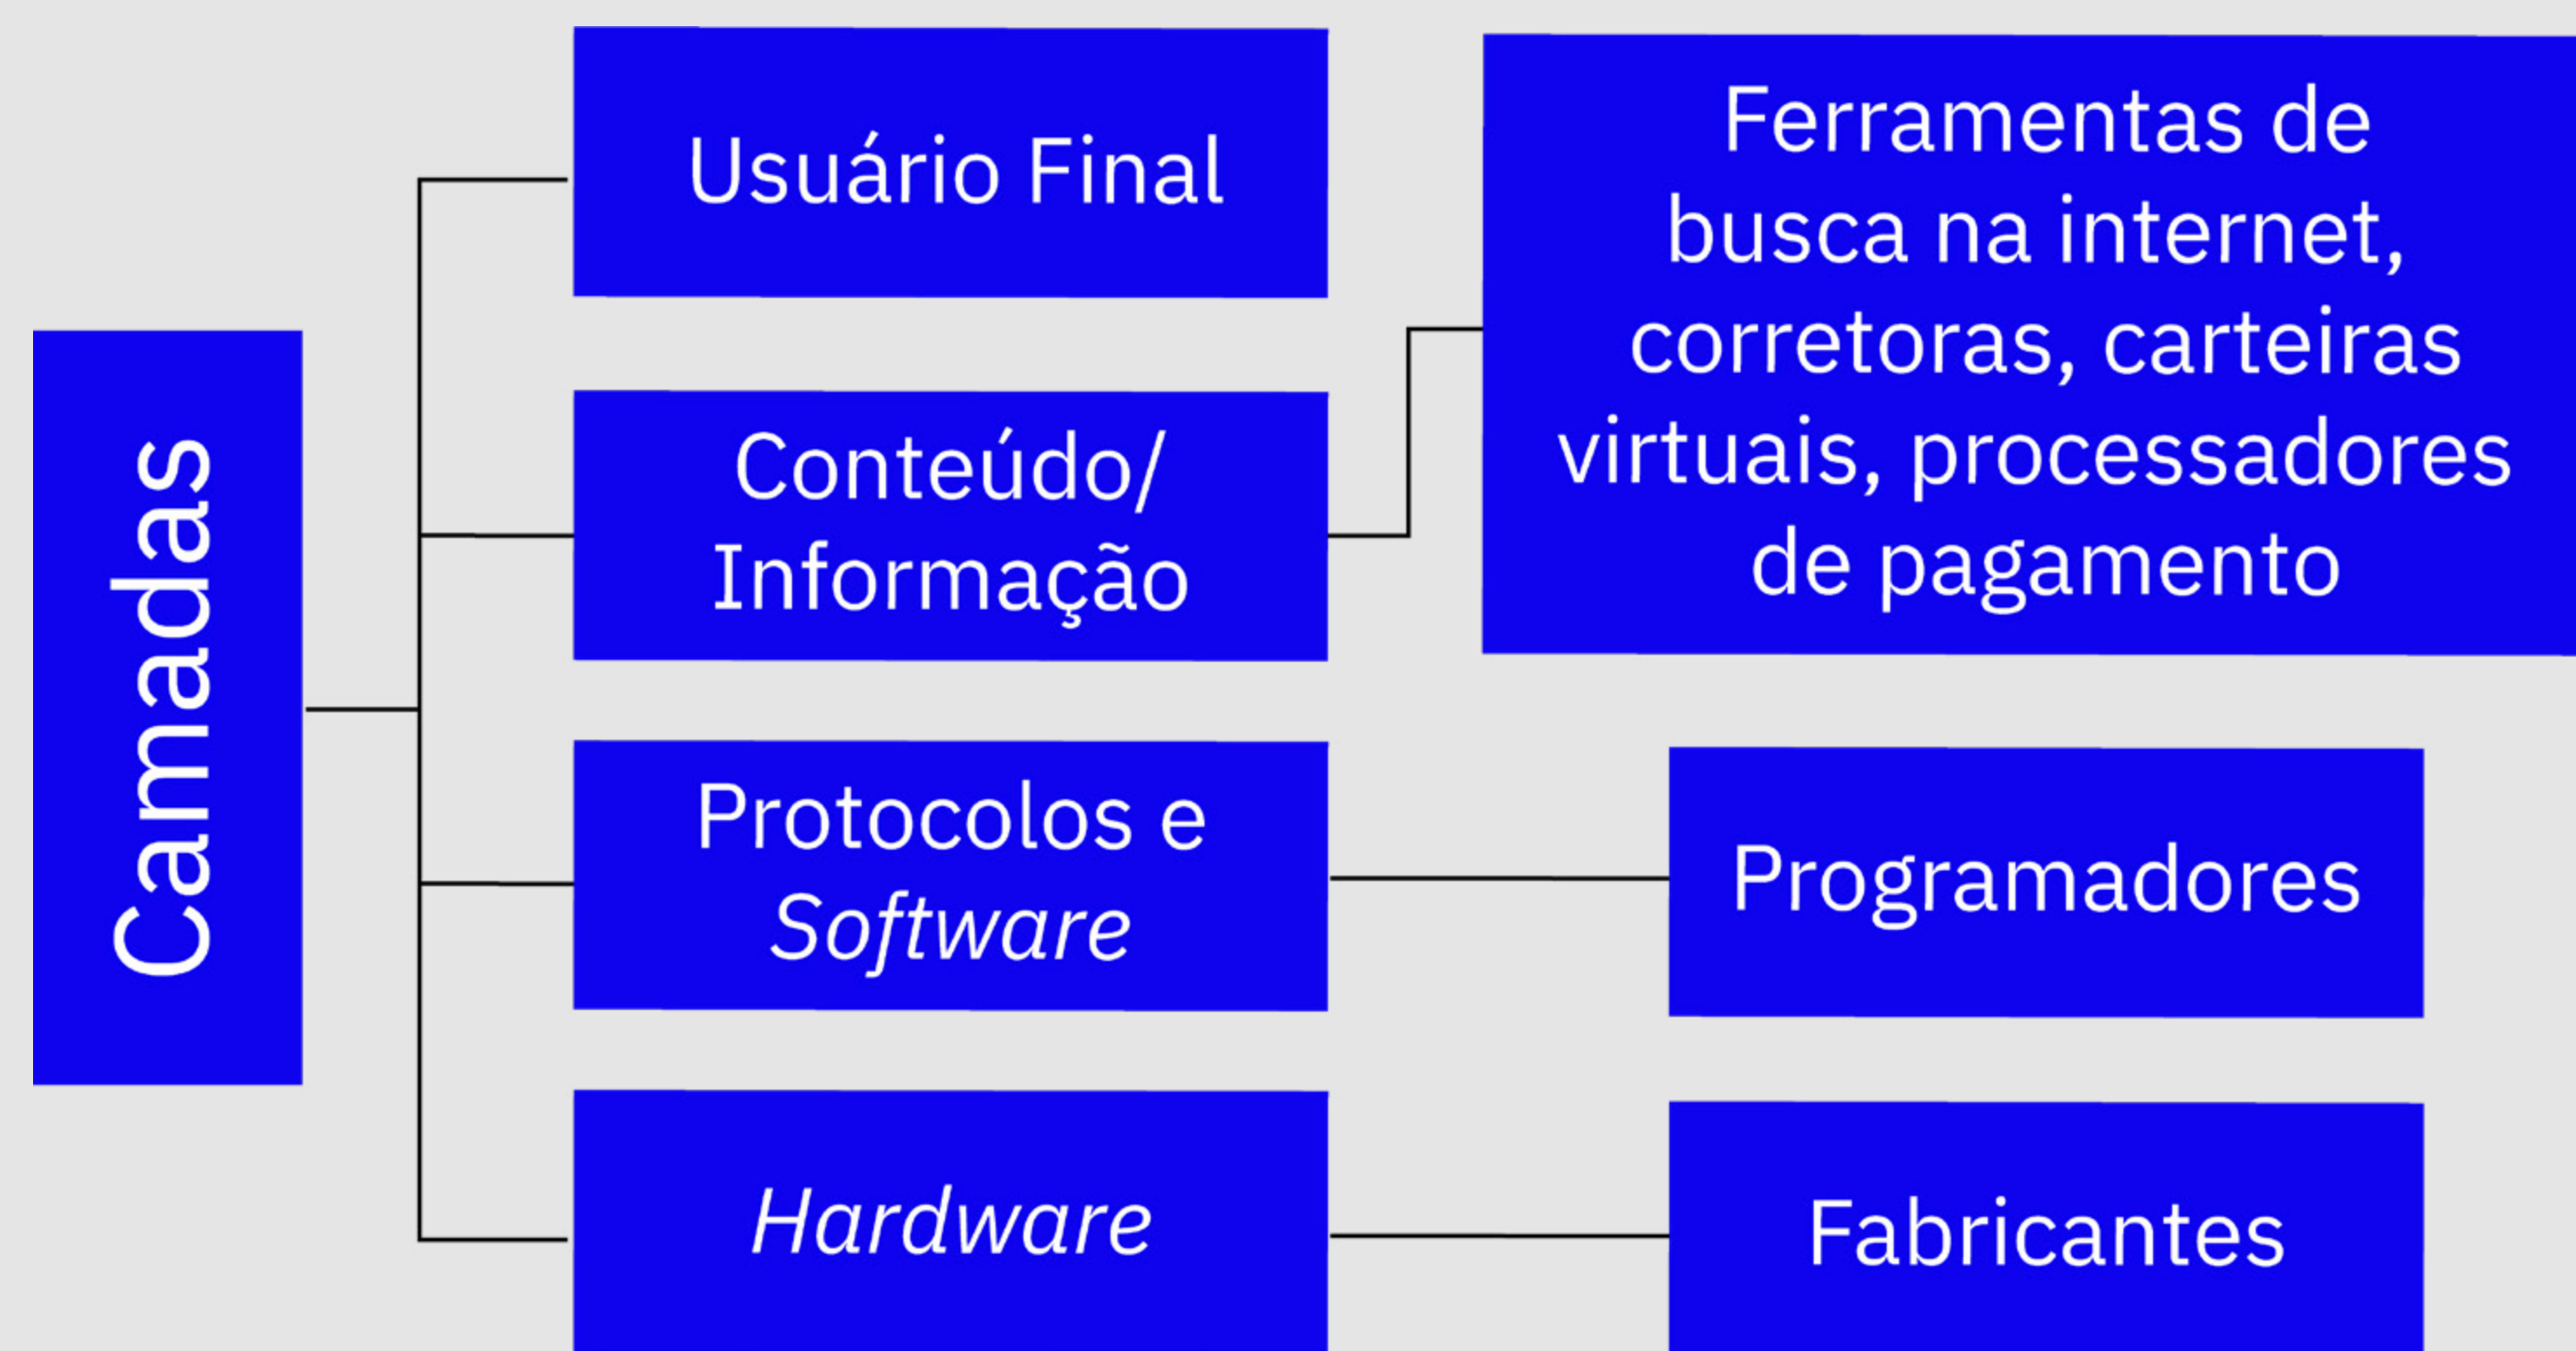 Camadas
Usuário Final
Conteúdo/
Informação
Ferramentas de
busca na internet,
corretoras, carteiras
virtuais, processadores
de pagamento
Protocolos e
Software
Programadores
Hardware
Fabricantes